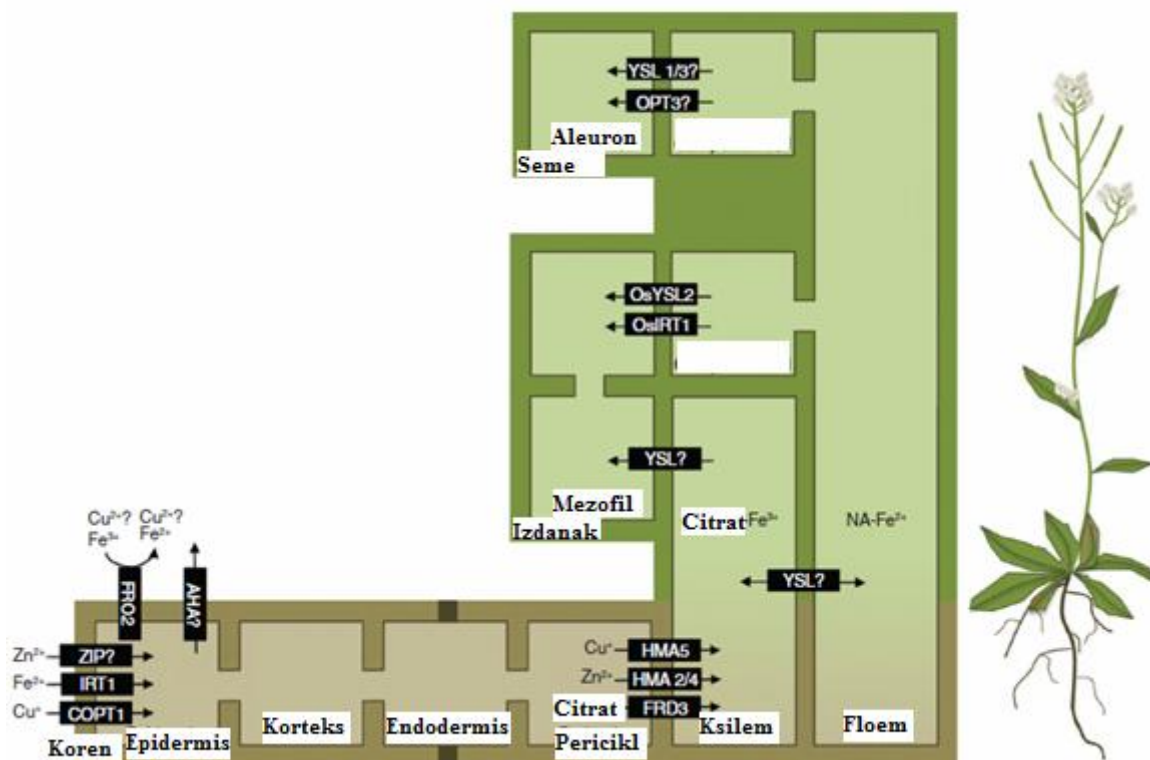 YSL 1/3?
OPT3?
Aleuron
Seme
OsYSL2
OsIRT1
YSL?
Mezofil
Izdanak
Citrat Fe³⁺
NA-Fe²⁺
YSL?
Cu²⁺? Cu²⁺?
Fe³⁺ Fe²⁺
FRO2
AHA?
Zn²⁺ ZIP?
Fe²⁺ IRT1
Cu⁺ COPT1
Cu⁺ HMA5
Zn²⁺ HMA 2/4
Citrat FRD3
Koren
Epidermis
Korteks
Endodermis
Pericikl
Ksilem
Floem